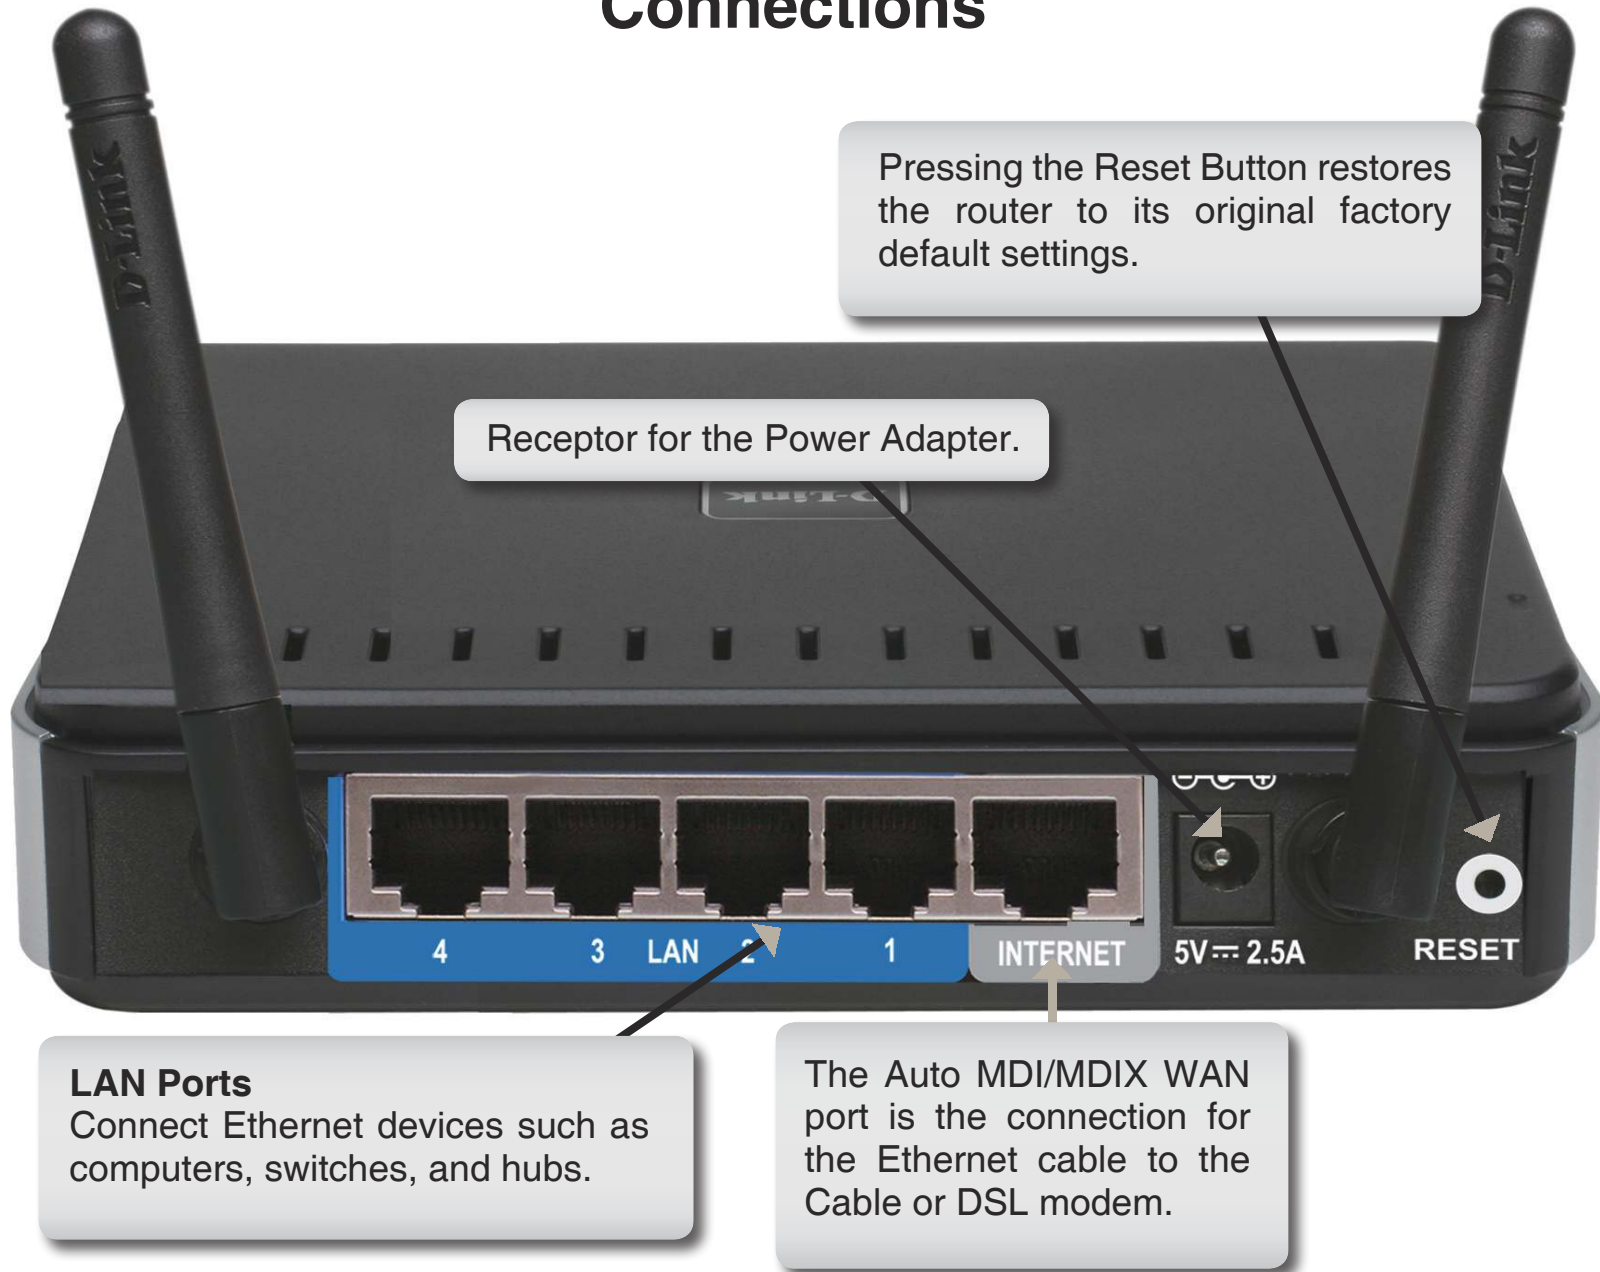 Connections
D-Link
D-Link
Pressing the Reset Button restores
the router to its original factory
default settings.
Receptor for the Power Adapter.
D-Link
4 3 LAN 2 1 INTERNET 5V 2.5A RESET
LAN Ports
Connect Ethernet devices such as
computers, switches, and hubs.
The Auto MDI/MDIX WAN
port is the connection for
the Ethernet cable to the
Cable or DSL modem.